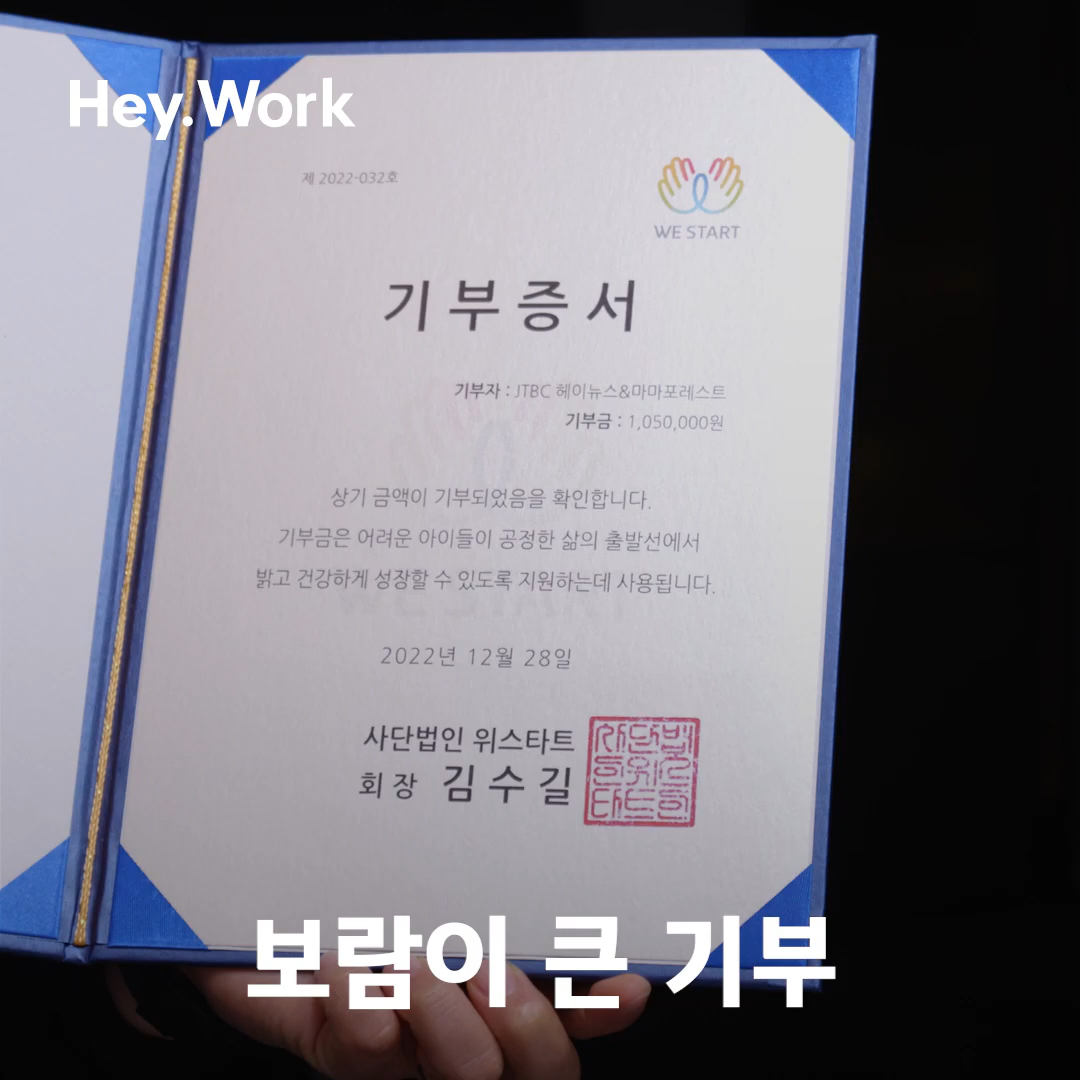 Hey.Work
제 2022-032호
WE START
기부증서
기부자 : JTBC 헤이뉴스&마마포레스트
기부금 : 1,050,000원
상기 금액이 기부되었음을 확인합니다.
기부금은 어려운 아이들이 공정한 삶의 출발선에서
밝고 건강하게 성장할 수 있도록 지원하는데 사용됩니다.
2022년 12월 28일
사단법인 위스타트
회장 김수길
보람이 큰 기부